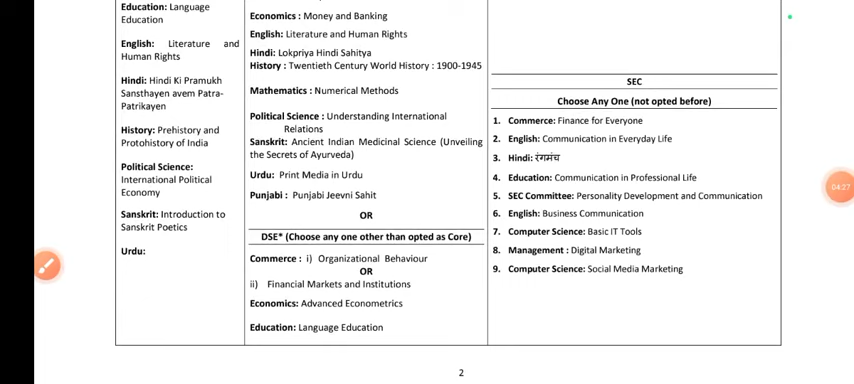 Education: Language
Education
English: Literature and
Human Rights
Hindi: Hindi Ki Pramukh
Sansthayen avem Patra-
Patrikayen
History: Prehistory and
Protohistory of India
Political Science:
International Political
Economy
Sanskrit: Introduction to
Sanskrit Poetics
Urdu:
Economics : Money and Banking
English: Literature and Human Rights
Hindi: Lokpriya Hindi Sahitya
History : Twentieth Century World History : 1900-1945
Mathematics : Numerical Methods
Political Science : Understanding International
Relations
Sanskrit: Ancient Indian Medicinal Science (Unveiling
the Secrets of Ayurveda)
Urdu: Print Media in Urdu
Punjabi : Punjabi Jeevni Sahit
OR
DSE* (Choose any one other than opted as Core)
Commerce : i) Organizational Behaviour
OR
ii) Financial Markets and Institutions
Economics: Advanced Econometrics
Education: Language Education
SEC
Choose Any One (not opted before)
1. Commerce: Finance for Everyone
2. English: Communication in Everyday Life
3. Hindi: रंगमंच
4. Education: Communication in Professional Life
5. SEC Committee: Personality Development and Communication
6. English: Business Communication
7. Computer Science: Basic IT Tools
8. Management : Digital Marketing
9. Computer Science: Social Media Marketing
04:27
2